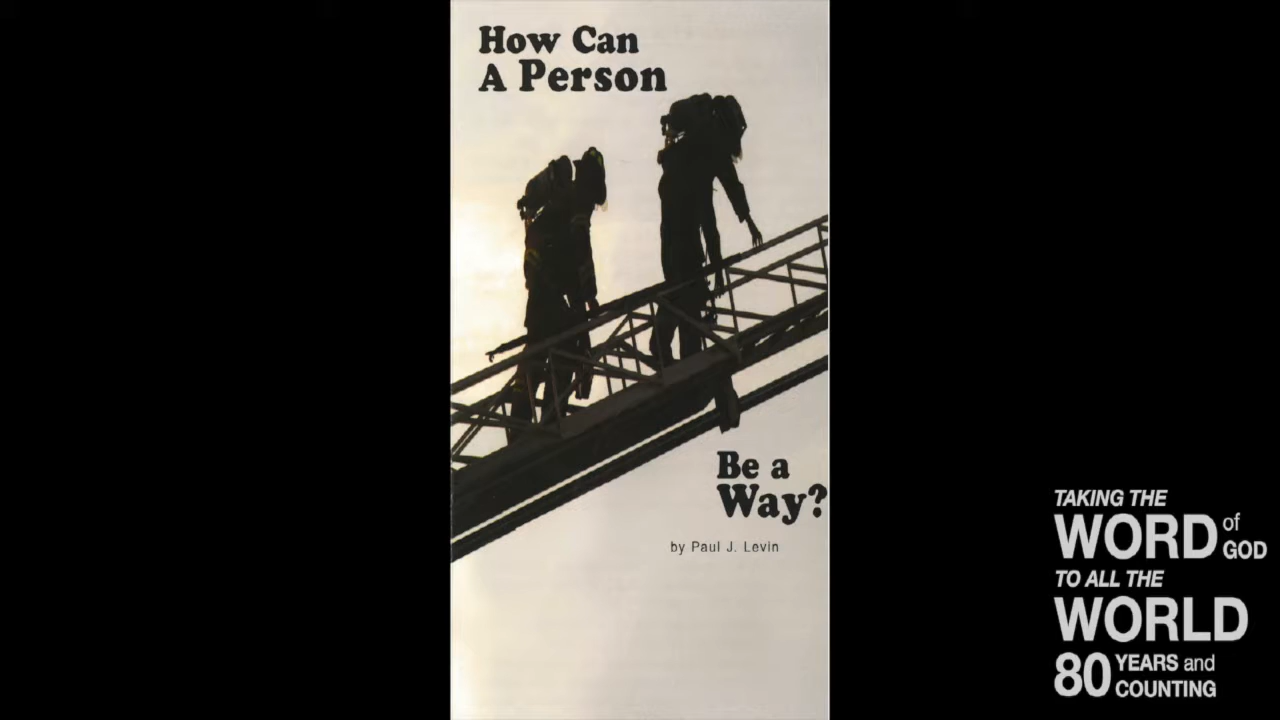 How Can
A Person
Be a
Way?
by Paul J. Levin
TAKING THE
WORD of GOD
TO ALL THE
WORLD
80 YEARS and COUNTING